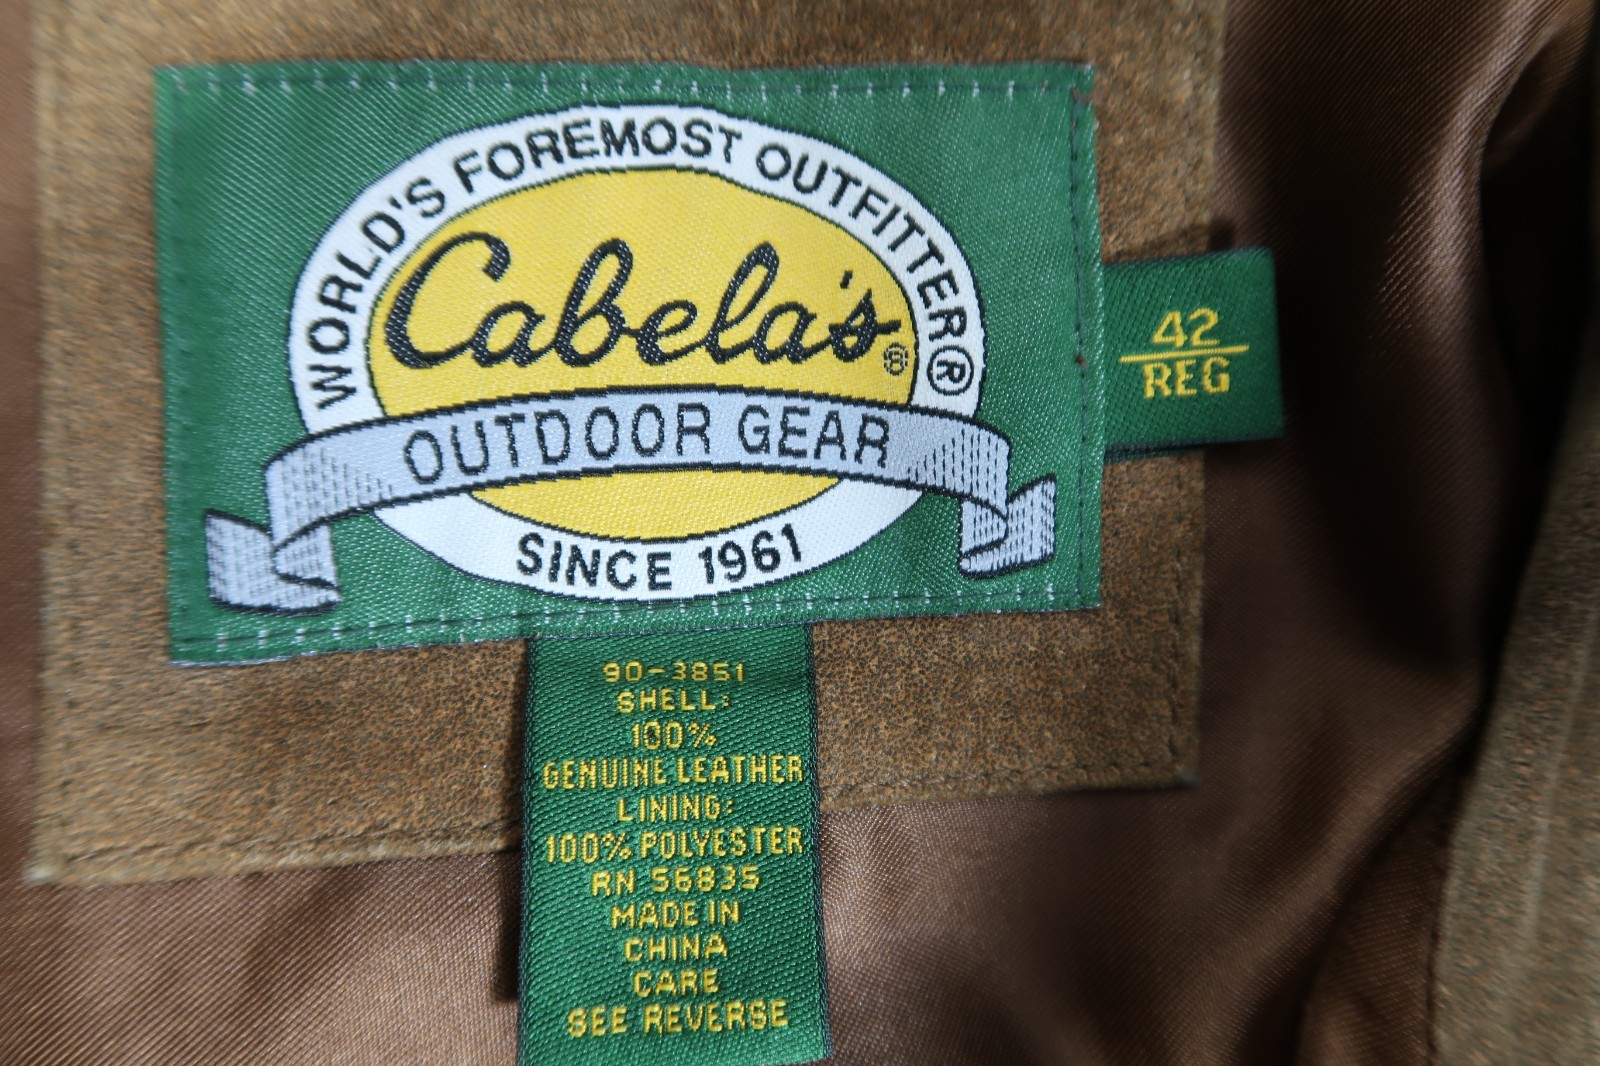 WORLD'S FOREMOST OUTFITTER®
Cabela's®
OUTDOOR GEAR
SINCE 1961
42
REG
90-3851
SHELL:
100%
GENUINE LEATHER
LINING:
100% POLYESTER
RN 56835
MADE IN
CHINA
CARE
SEE REVERSE